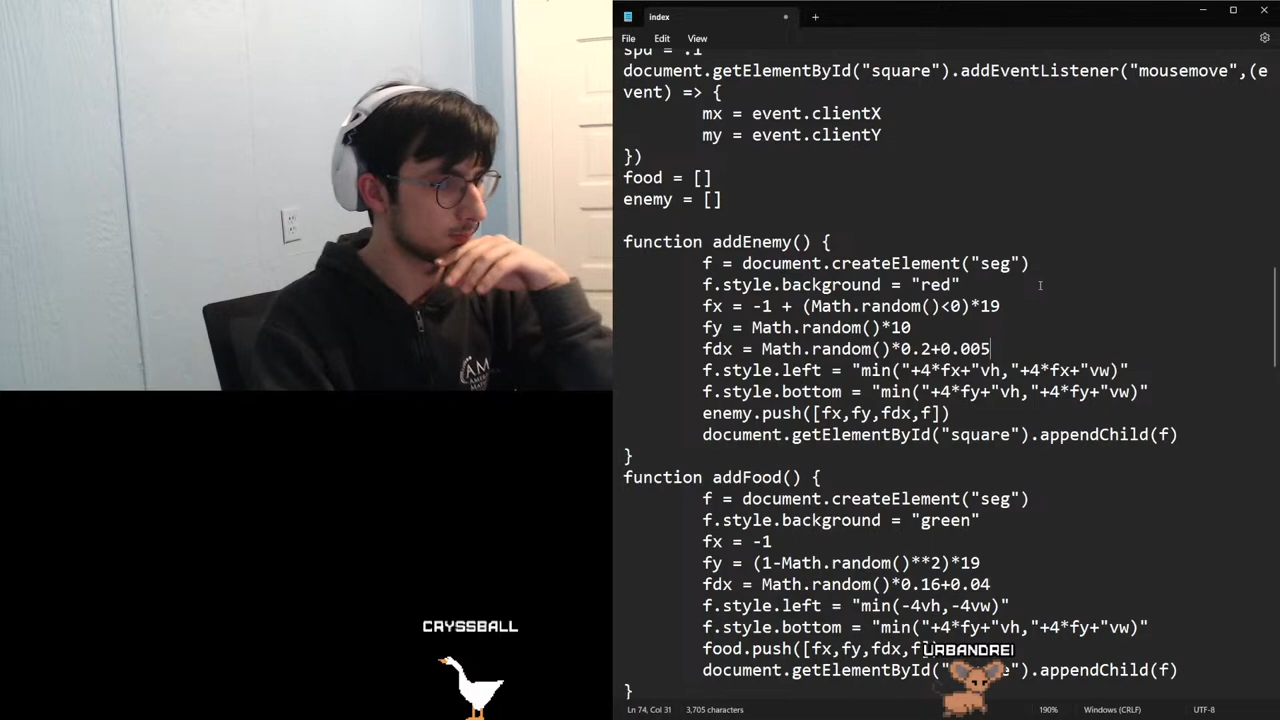 index
File Edit View
spd = .1
document.getElementById("square").addEventListener("mousemove",(e
vent) => {
mx = event.clientX
my = event.clientY
})
food = []
enemy = []
function addEnemy() {
f = document.createElement("seg")
f.style.background = "red"
fx = -1 + (Math.random()<0)*19
fy = Math.random()*10
fdx = Math.random()*0.2+0.005
f.style.left = "min("+4*fx+"vh,"+4*fx+"vw)"
f.style.bottom = "min("+4*fy+"vh,"+4*fy+"vw)"
enemy.push([fx,fy,fdx,f])
document.getElementById("square").appendChild(f)
}
function addFood() {
f = document.createElement("seg")
f.style.background = "green"
fx = -1
fy = (1-Math.random()**2)*19
fdx = Math.random()*0.16+0.04
f.style.left = "min(-4vh,-4vw)"
f.style.bottom = "min("+4*fy+"vh,"+4*fy+"vw)"
food.push([fx,fy,fdx,f
document.getElementById(" e").appendChild(f)
}
Ln 74, Col 31 3,705 characters 190% Windows (CRLF) UTF-8
CRYSSBALL
URBANDREI
AM